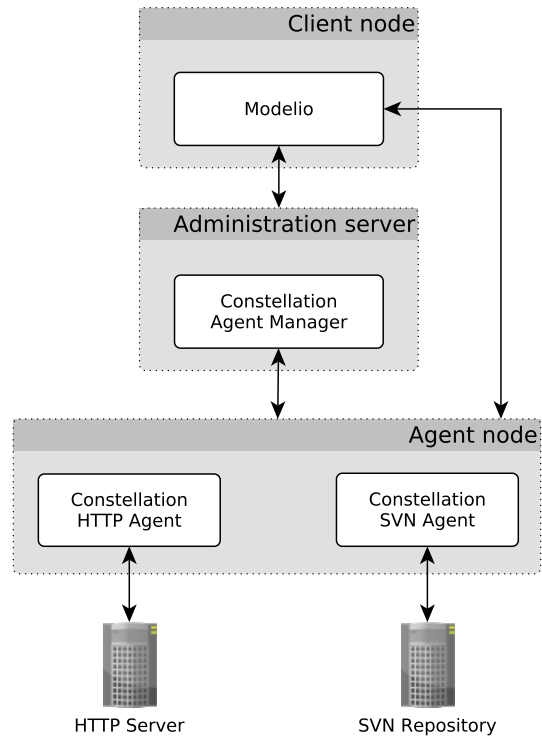 Client node
Modelio
Administration server
Constellation
Agent Manager
Agent node
Constellation
HTTP Agent
Constellation
SVN Agent
HTTP Server
SVN Repository